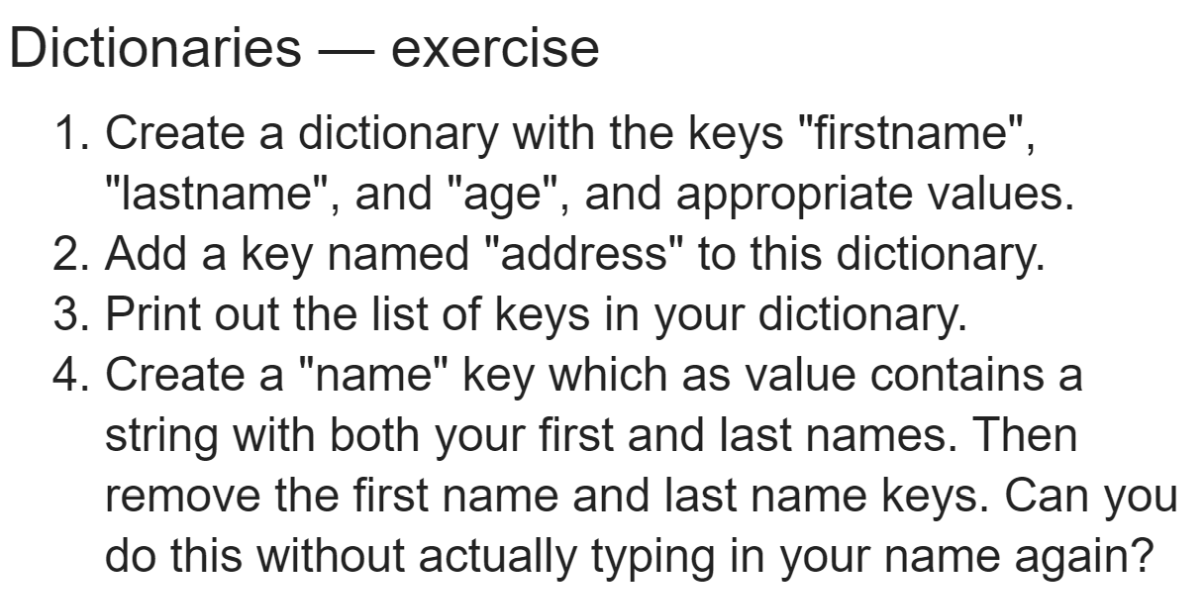 Dictionaries — exercise
1. Create a dictionary with the keys "firstname",
"lastname", and "age", and appropriate values.
2. Add a key named "address" to this dictionary.
3. Print out the list of keys in your dictionary.
4. Create a "name" key which as value contains a
string with both your first and last names. Then
remove the first name and last name keys. Can you
do this without actually typing in your name again?